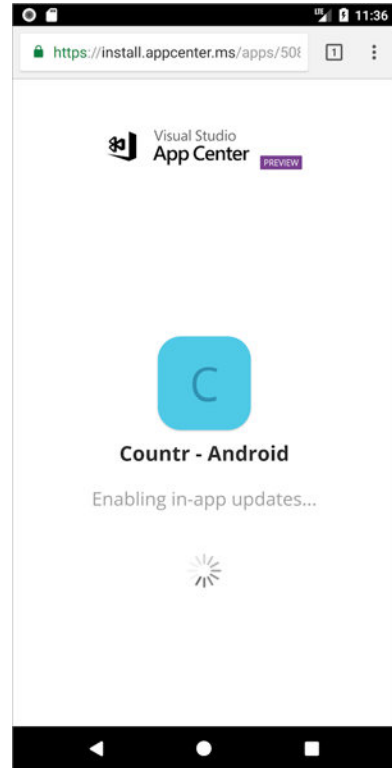 LTE 11:36
https://install.appcenter.ms/apps/508 1
Visual Studio
App Center PREVIEW
C
Countr - Android
Enabling in-app updates...